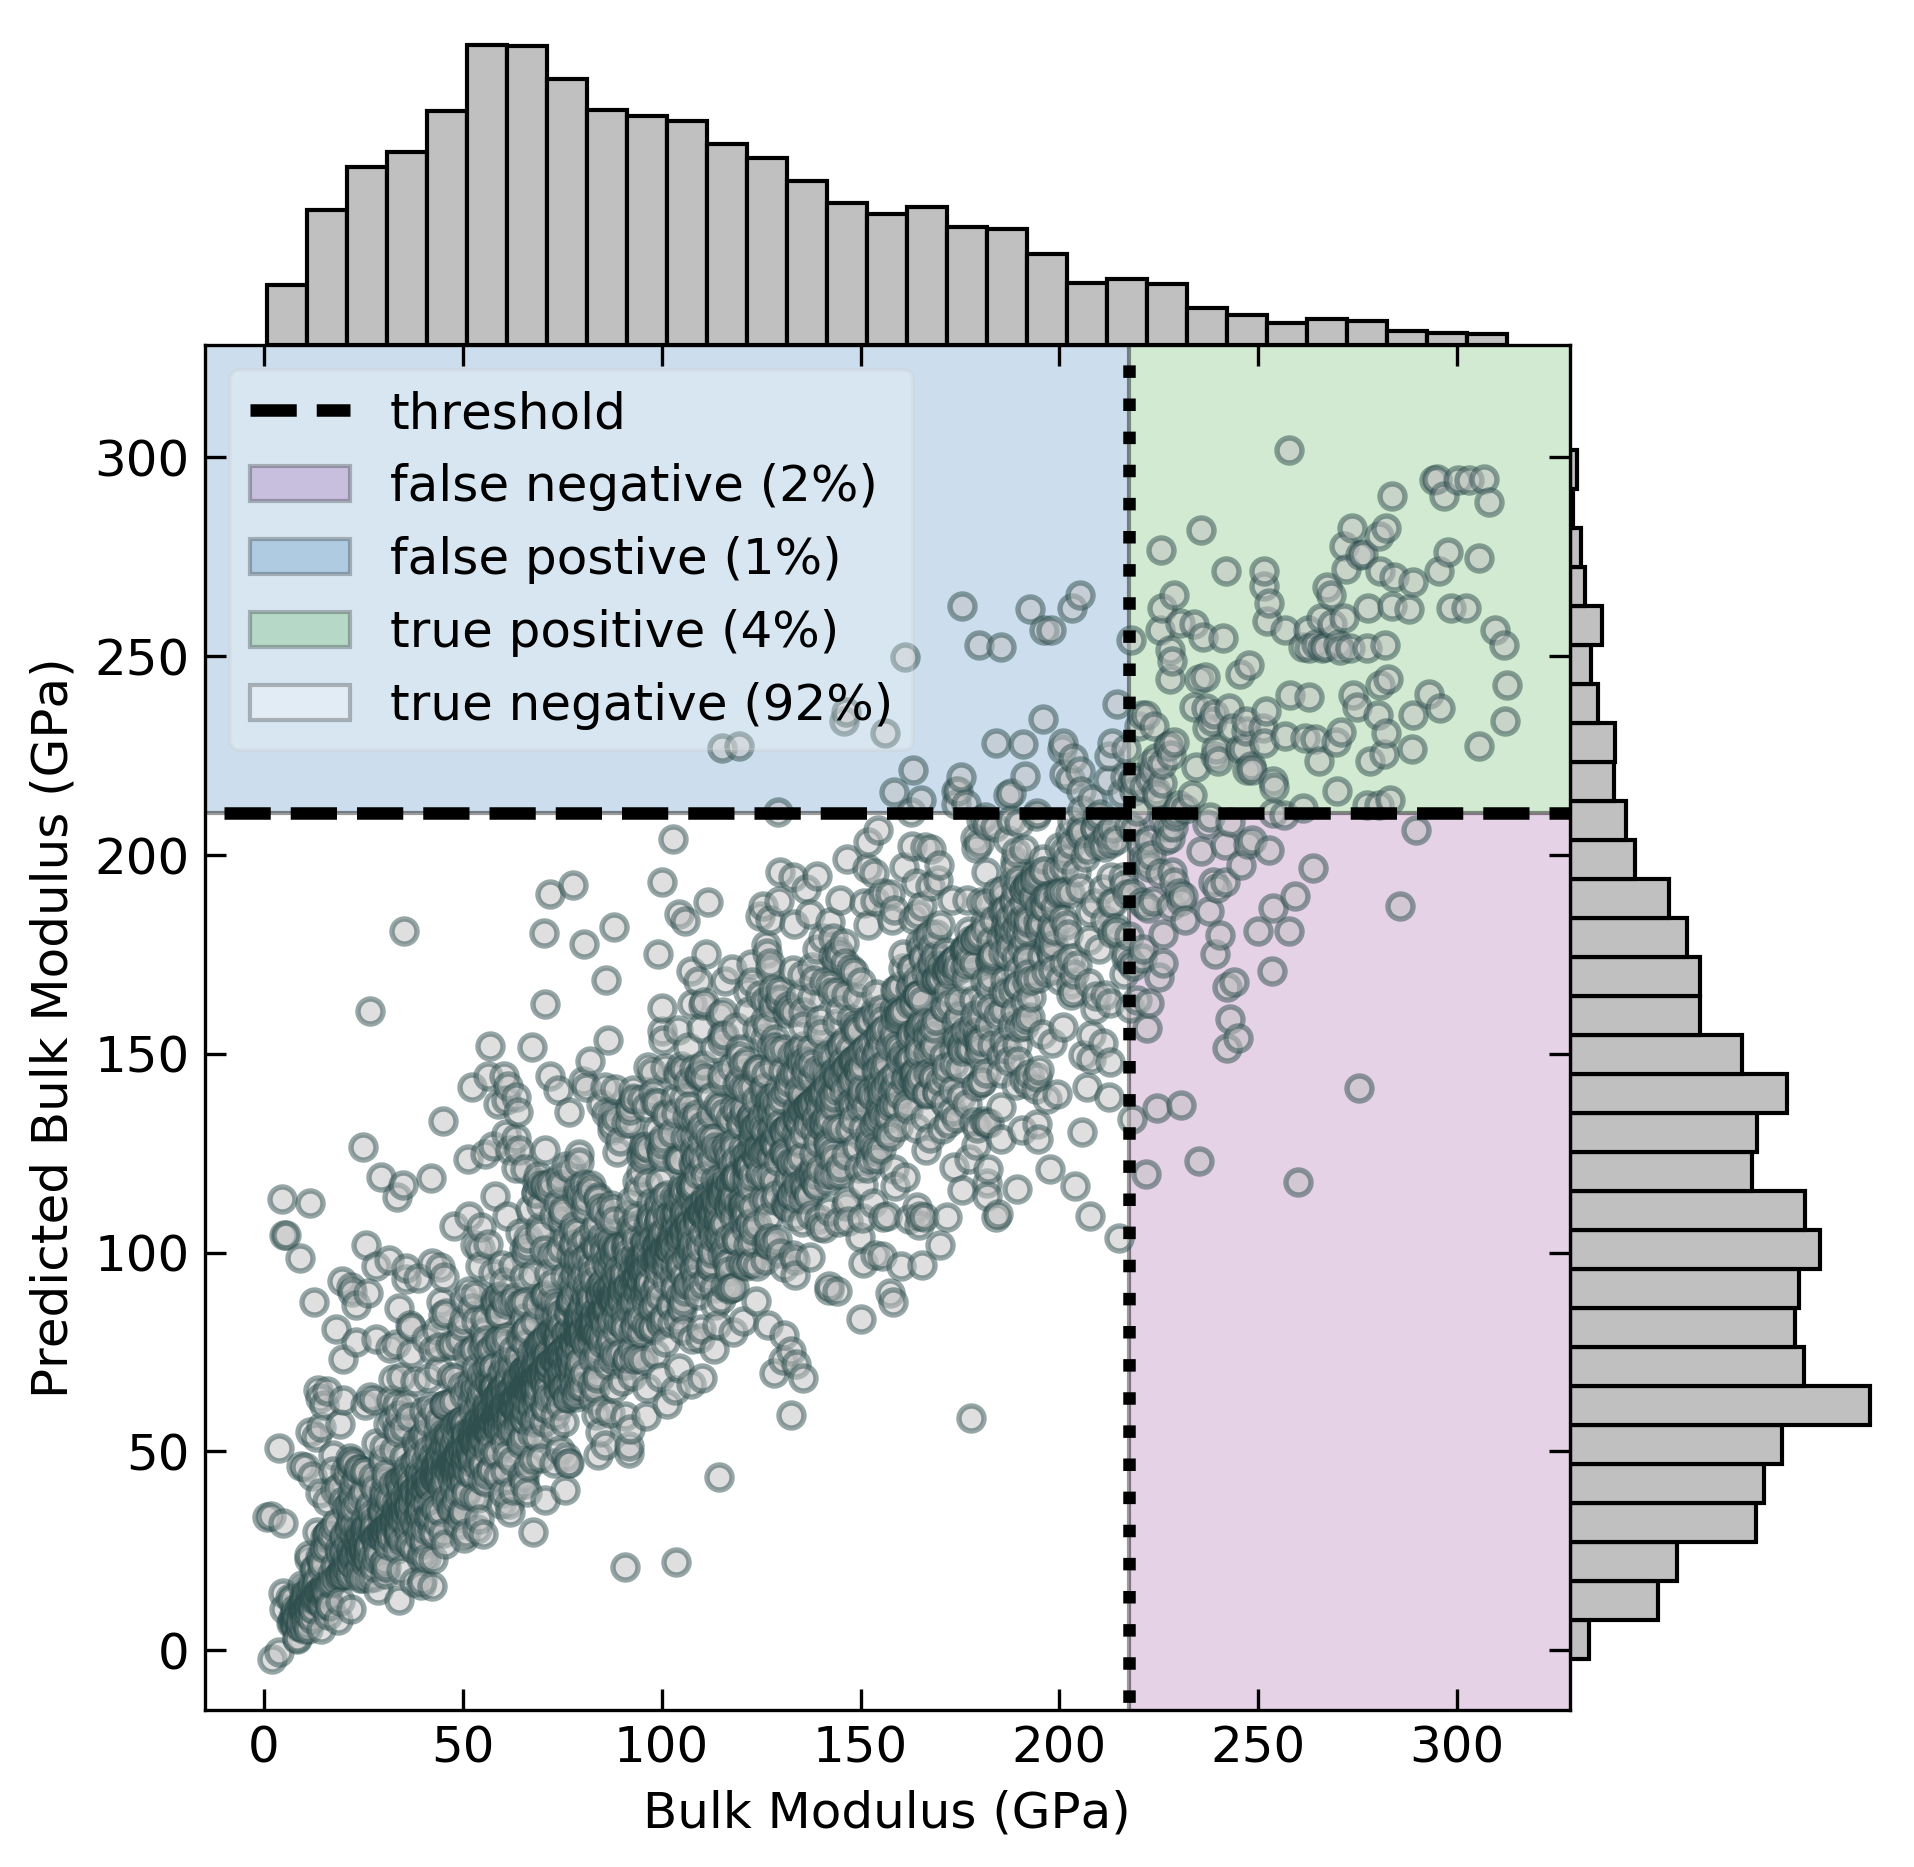 threshold
false negative (2%)
false postive (1%)
true positive (4%)
true negative (92%)
300
250
200
150
100
50
0
Predicted Bulk Modulus (GPa)
0 50 100 150 200 250 300
Bulk Modulus (GPa)